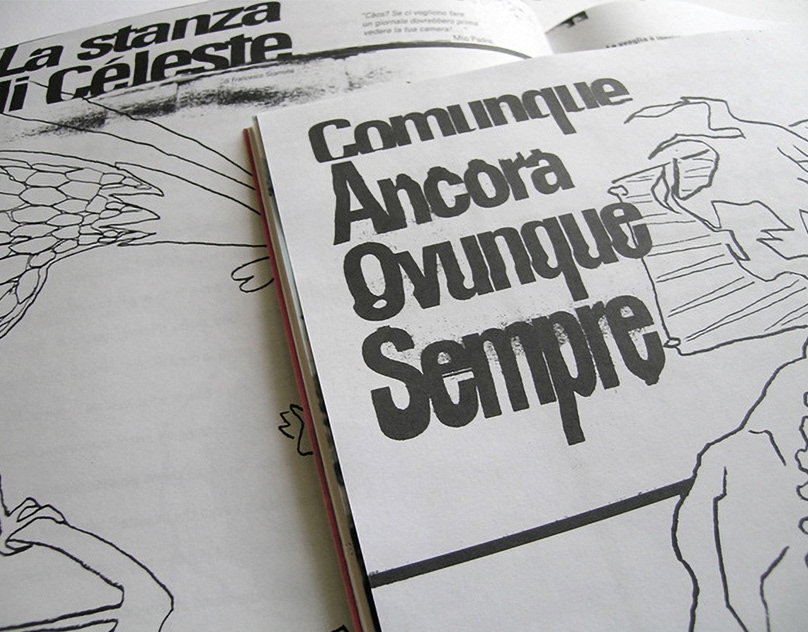 La stanza
di Céleste
di Francesco
"Càos? Se ci vogliono fare
un giornale dovrebbero prima
vedere la tua camera".
Mio Padre
Comunque
Ancora
Ovunque
Sempre